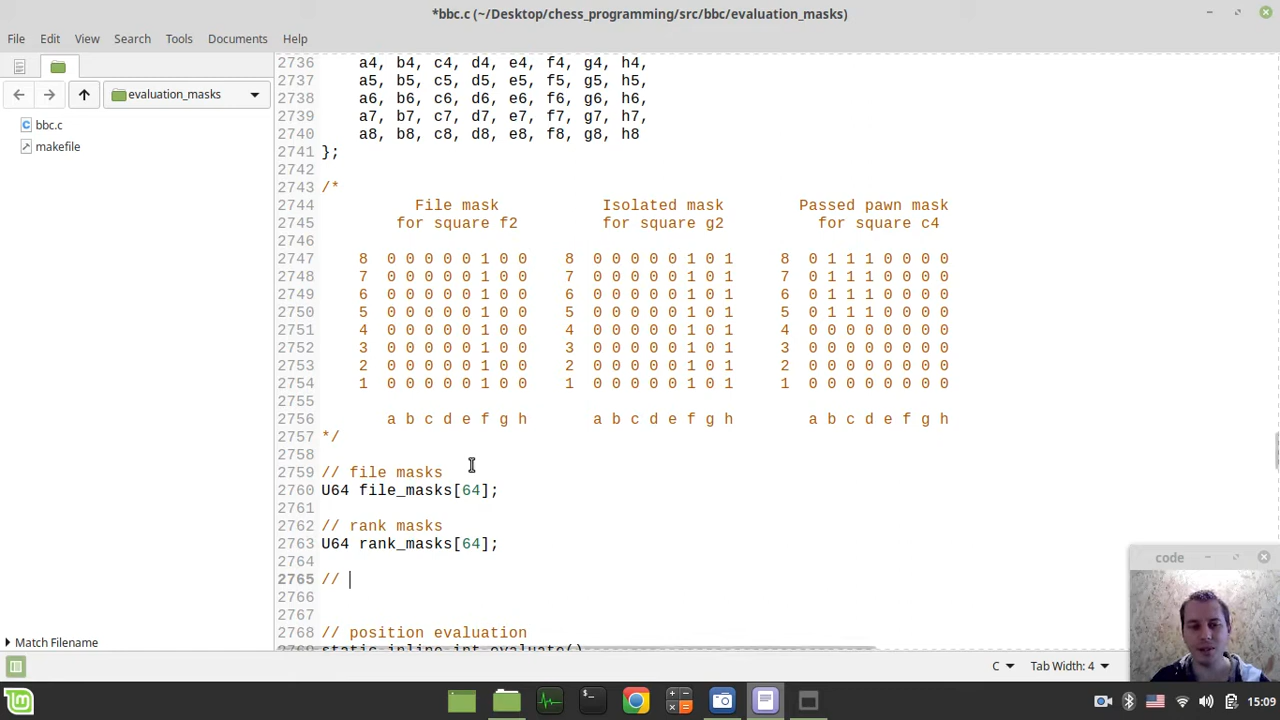 *bbc.c (~/Desktop/chess_programming/src/bbc/evaluation_masks)
File Edit View Search Tools Documents Help
evaluation_masks
bbc.c
makefile
2736 a4, b4, c4, d4, e4, f4, g4, h4,
2737 a5, b5, c5, d5, e5, f5, g5, h5,
2738 a6, b6, c6, d6, e6, f6, g6, h6,
2739 a7, b7, c7, d7, e7, f7, g7, h7,
2740 a8, b8, c8, d8, e8, f8, g8, h8
2741 };
2742
2743 /*
2744 File mask Isolated mask Passed pawn mask
2745 for square f2 for square g2 for square c4
2746
2747 8 0 0 0 0 0 1 0 0 8 0 0 0 0 0 1 0 1 8 0 1 1 1 0 0 0 0
2748 7 0 0 0 0 0 1 0 0 7 0 0 0 0 0 1 0 1 7 0 1 1 1 0 0 0 0
2749 6 0 0 0 0 0 1 0 0 6 0 0 0 0 0 1 0 1 6 0 1 1 1 0 0 0 0
2750 5 0 0 0 0 0 1 0 0 5 0 0 0 0 0 1 0 1 5 0 1 1 1 0 0 0 0
2751 4 0 0 0 0 0 1 0 0 4 0 0 0 0 0 1 0 1 4 0 0 0 0 0 0 0 0
2752 3 0 0 0 0 0 1 0 0 3 0 0 0 0 0 1 0 1 3 0 0 0 0 0 0 0 0
2753 2 0 0 0 0 0 1 0 0 2 0 0 0 0 0 1 0 1 2 0 0 0 0 0 0 0 0
2754 1 0 0 0 0 0 1 0 0 1 0 0 0 0 0 1 0 1 1 0 0 0 0 0 0 0 0
2755
2756 a b c d e f g h a b c d e f g h a b c d e f g h
2757 */
2758
2759 // file masks
2760 U64 file_masks[64];
2761
2762 // rank masks
2763 U64 rank_masks[64];
2764
2765 //
2766
2767
2768 // position evaluation
2769 static inline int evaluate()
code
Match Filename
C Tab Width: 4
15:09